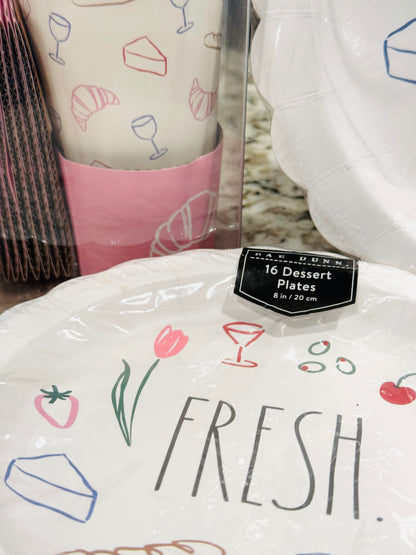 RAE DUNN.
16 Dessert
Plates
8 in / 20 cm
FRESH.